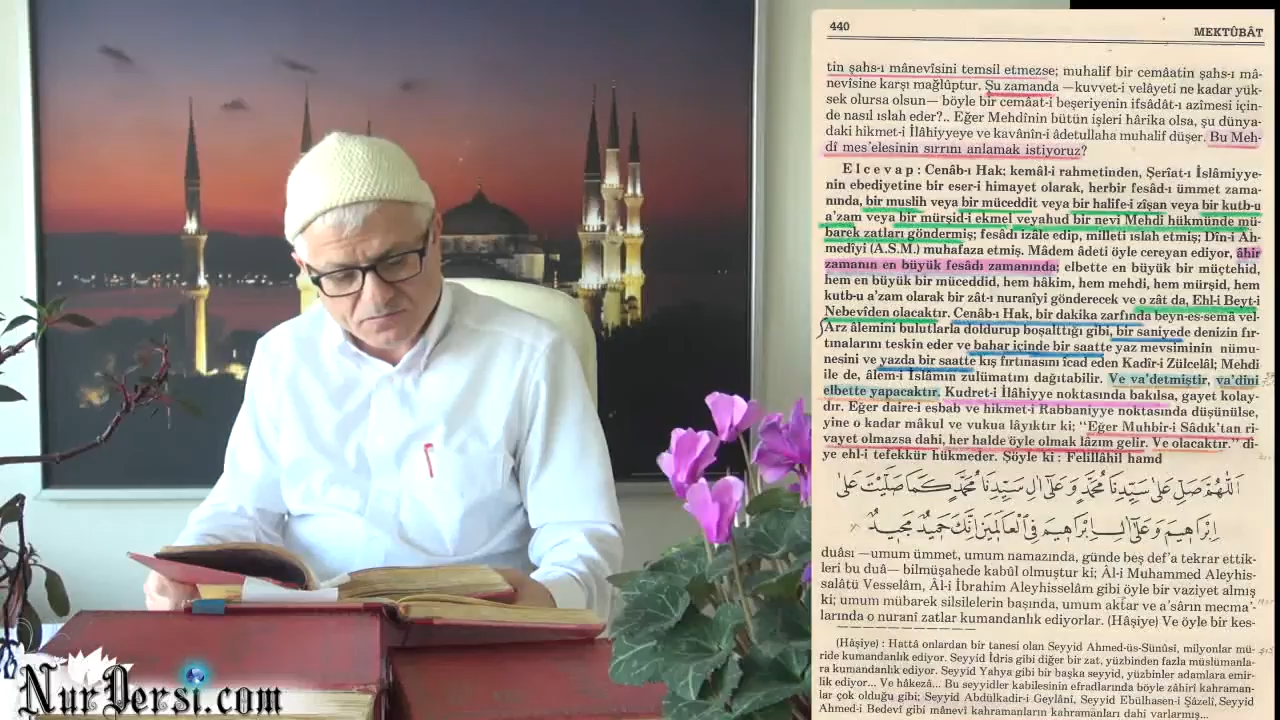 440
MEKTÛBÂT
tin şahs-ı mânevîsini temsil etmezse; muhalif bir cemâatin şahs-ı mâ-
nevisine karşı mağlûptur. Şu zamanda —kuvvet-i velâyeti ne kadar yük-
sek olursa olsun— böyle bir cemâat-i beşeriyenin ifsâdât-ı azîmesi için-
de nasıl ıslah eder?.. Eğer Mehdînin bütün işleri hârika olsa, şu dünya-
daki hikmet-i İlâhiyyeye ve kavânîn-i âdetullaha muhalif düşer. Bu Meh-
dî mes'elesinin sırrını anlamak istiyoruz?
Elcevap: Cenâb-ı Hak; kemâl-i rahmetinden, Şerîat-ı İslâmiyye-
nin ebediyetine bir eser-i himayet olarak, herbir fesâd-ı ümmet zama-
nında, bir muslih veya bir müceddit veya bir halife-i zîşan veya bir kutb-u
a'zam veya bir mürşid-i ekmel veyahud bir nevi Mehdî hükmünde mü-
barek zatları göndermiş; fesâdı izâle edip, milleti ıslah etmiş; Dîn-i Ah-
mediyi (A.S.M.) muhafaza etmiş. Mâdem âdeti öyle cereyan ediyor, âhir
zamanın en büyük fesâdı zamanında; elbette en büyük bir müçtehid,
hem en büyük bir müceddid, hem hâkim, hem mehdi, hem mürşid, hem
kutb-u a'zam olarak bir zât-ı nuranîyi gönderecek ve o zât da, Ehl-i Beyt-i
Nebevîden olacaktır. Cenâb-ı Hak, bir dakika zarfında beyn-es-semâ vel-
Arz âlemini bulutlarla doldurup boşalttığı gibi, bir saniyede denizin fır-
tınalarını teskin eder ve bahar içinde bir saatte yaz mevsiminin nümu-
nesini ve yazda bir saatte kış fırtınasını îcad eden Kadîr-i Zülcelâl; Mehdi
ile de, âlem-i İslâmın zulümatını dağıtabilir. Ve va'detmiştir, va'dîni
elbette yapacaktır. Kudret-i İlâhiyye noktasında bakılsa, gayet kolay-
dır. Eğer daire-i esbab ve hikmet-i Rabbaniyye noktasında düşünülse,
yine o kadar mâkul ve vukua lâyıktır ki; "Eğer Muhbir-i Sâdık'tan ri-
vayet olmazsa dahi, her halde öyle olmak lâzım gelir. Ve olacaktır." di-
ye ehl-i tefekkür hükmeder. Şöyle ki: Felillâhil hamd
اَللّٰهُمَّ صَلِّ عَلٰى سَيِّدِنَا مُحَمَّدٍ وَعَلٰى اٰلِ سَيِّدِنَا مُحَمَّدٍ كَمَا صَلَّيْتَ عَلٰى
اِبْرَاهِيمَ وَعَلٰى اٰلِ اِبْرَاهِيمَ فِى الْعَالَمِينَ اِنَّكَ حَمِيدٌ مَجِيدٌ
duâsı —umum ümmet, umum namazında, günde beş def'a tekrar ettik-
leri bu duâ— bilmüşahede kabûl olmuştur ki; Âl-i Muhammed Aleyhis-
salâtü Vesselâm, Âl-i İbrahim Aleyhisselâm gibi öyle bir vaziyet almış
ki; umum mübarek silsilelerin başında, umum aktar ve a'sârın mecma'-
larında o nuranî zatlar kumandanlık ediyorlar. (Hâşiye) Ve öyle bir kes-
(Hâşiye) : Hattâ onlardan bir tanesi olan Seyyid Ahmed-üs-Sünûsî, milyonlar mü-
ride kumandanlık ediyor. Seyyid İdris gibi diğer bir zat, yüzbinden fazla müslümanla-
ra kumandanlık ediyor. Seyyid Yahya gibi bir başka seyyid, yüzbinler adamlara emir-
lik ediyor... Ve hâkezâ.. Bu seyyidler kabilesinin efradlarında böyle zâhirî kahraman-
lar çok olduğu gibi; Seyyid Abdülkadir-i Geylânî, Seyyid Ebülhasen-i Şâzelî, Seyyid
Ahmed-i Bedevî gibi mânevî kahramanların kahramanları dahi varlarmış...
NurDersi.com